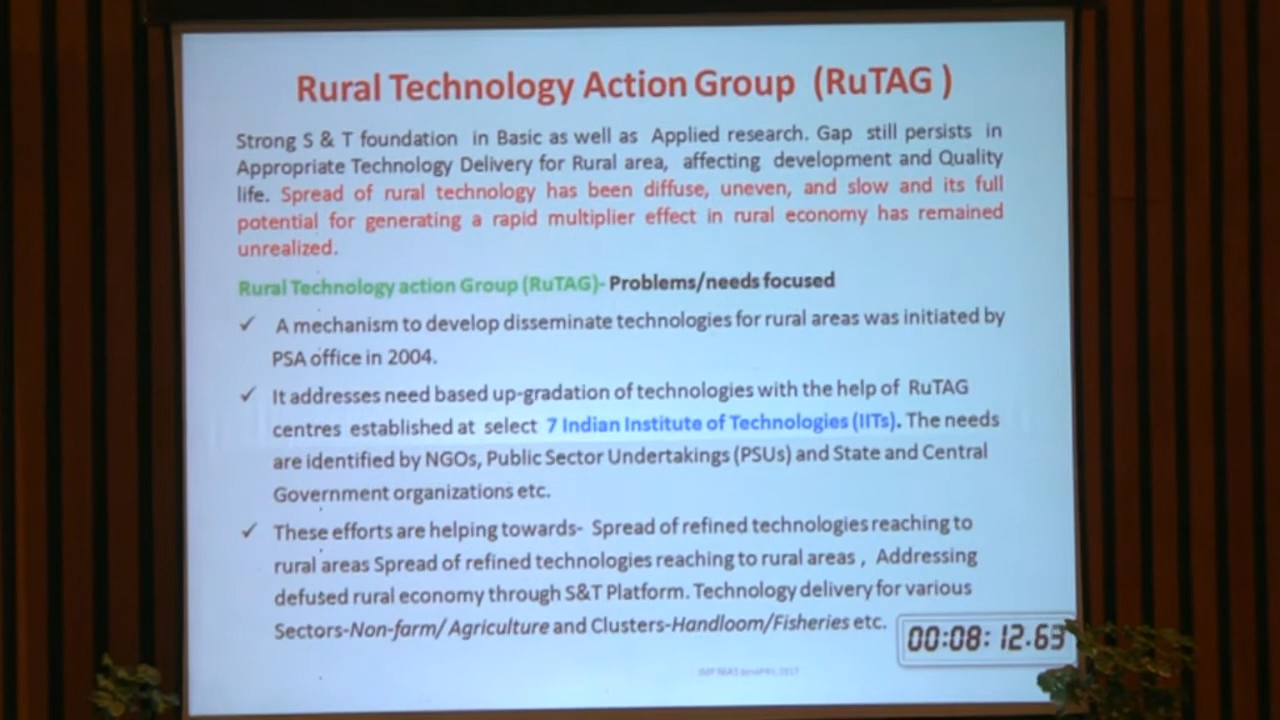 Rural Technology Action Group (RuTAG )
Strong S & T foundation in Basic as well as Applied research. Gap still persists in
Appropriate Technology Delivery for Rural area, affecting development and Quality
life. Spread of rural technology has been diffuse, uneven, and slow and its full
potential for generating a rapid multiplier effect in rural economy has remained
unrealized.
Rural Technology action Group (RuTAG)- Problems/needs focused
✓ A mechanism to develop disseminate technologies for rural areas was initiated by
PSA office in 2004.
✓ It addresses need based up-gradation of technologies with the help of RuTAG
centres established at select 7 Indian Institute of Technologies (IITs). The needs
are identified by NGOs, Public Sector Undertakings (PSUs) and State and Central
Government organizations etc.
✓ These efforts are helping towards- Spread of refined technologies reaching to
rural areas Spread of refined technologies reaching to rural areas , Addressing
defused rural economy through S&T Platform. Technology delivery for various
Sectors-Non-farm/ Agriculture and Clusters-Handloom/Fisheries etc.
00:08: 12.63